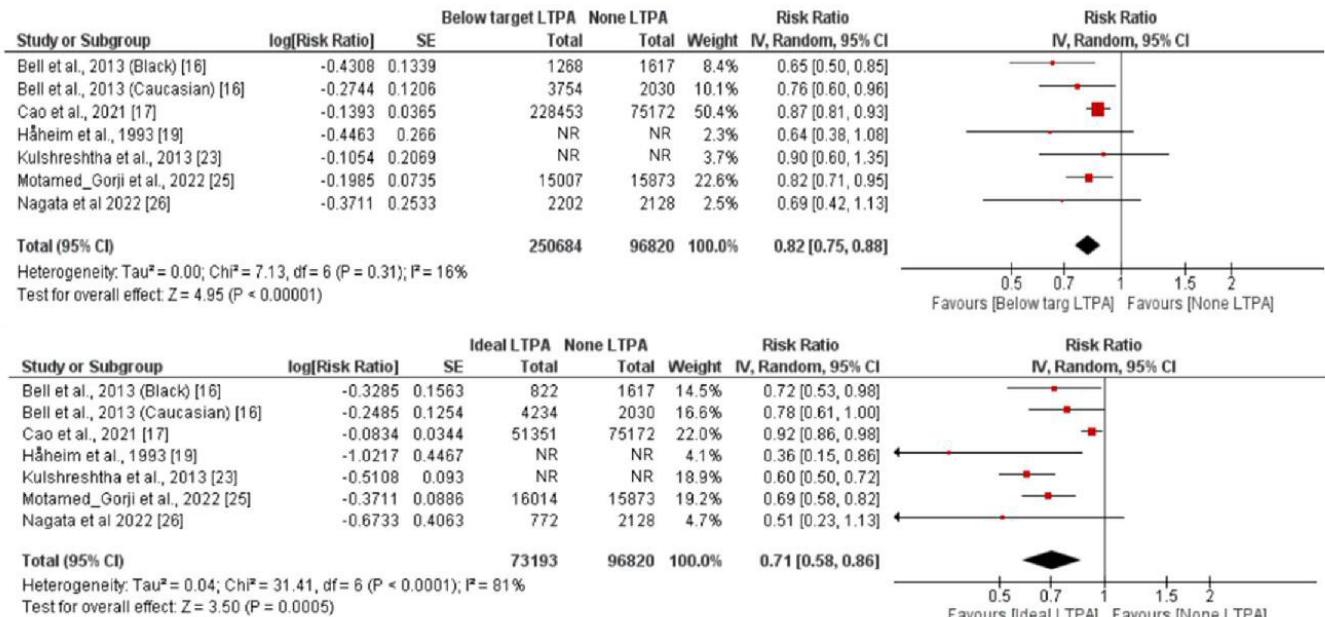 Below target LTPA None LTPA Risk Ratio Risk Ratio
Study or Subgroup log[Risk Ratio] SE Total Total Weight IV, Random, 95% CI IV, Random, 95% CI
Bell et al., 2013 (Black) [16] -0.4308 0.1339 1268 1617 8.4% 0.65 [0.50, 0.85]
Bell et al., 2013 (Caucasian) [16] -0.2744 0.1206 3754 2030 10.1% 0.76 [0.60, 0.96]
Cao et al., 2021 [17] -0.1393 0.0365 228453 75172 50.4% 0.87 [0.81, 0.93]
Håheim et al., 1993 [19] -0.4463 0.266 NR NR 2.3% 0.64 [0.38, 1.08]
Kulshreshtha et al., 2013 [23] -0.1054 0.2069 NR NR 3.7% 0.90 [0.60, 1.35]
Motamed_Gorji et al., 2022 [25] -0.1985 0.0735 15007 15873 22.6% 0.82 [0.71, 0.95]
Nagata et al 2022 [26] -0.3711 0.2533 2202 2128 2.5% 0.69 [0.42, 1.13]
Total (95% CI) 250684 96820 100.0% 0.82 [0.75, 0.88]
Heterogeneity: Tau² = 0.00; Chi² = 7.13, df = 6 (P = 0.31); I² = 16%
Test for overall effect: Z = 4.95 (P < 0.00001)
0.5 0.7 1 1.5 2
Favours [Below targ LTPA] Favours [None LTPA]
Ideal LTPA None LTPA Risk Ratio Risk Ratio
Study or Subgroup log[Risk Ratio] SE Total Total Weight IV, Random, 95% CI IV, Random, 95% CI
Bell et al., 2013 (Black) [16] -0.3285 0.1563 822 1617 14.5% 0.72 [0.53, 0.98]
Bell et al., 2013 (Caucasian) [16 -0.2485 0.1254 4234 2030 16.6% 0.78 [0.61, 1.00]
Cao et al., 2021 [17] -0.0834 0.0344 51351 75172 22.0% 0.92 [0.86, 0.98]
Håheim et al., 1993 [19] -1.0217 0.4467 NR NR 4.1% 0.36 [0.15, 0.86]
Kulshreshtha et al., 2013 [23] -0.5108 0.093 NR NR 18.9% 0.60 [0.50, 0.72]
Motamed_Gorji et al., 2022 [25] -0.3711 0.0886 16014 15873 19.2% 0.69 [0.58, 0.82]
Nagata et al 2022 [26] -0.6733 0.4063 772 2128 4.7% 0.51 [0.23, 1.13]
Total (95% CI) 73193 96820 100.0% 0.71 [0.58, 0.86]
Heterogeneity: Tau² = 0.04; Chi² = 31.41, df = 6 (P < 0.0001); I² = 81%
Test for overall effect: Z = 3.50 (P = 0.0005)
0.5 0.7 1 1.5 2
Favours [Ideal LTPA] Favours [None LTPA]